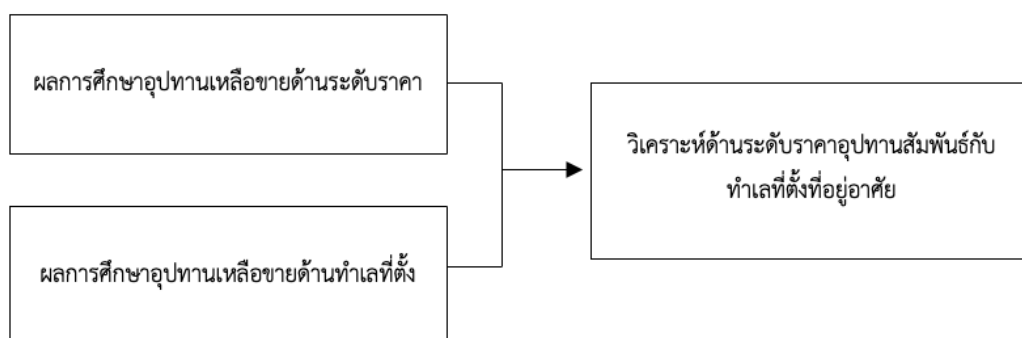 ผลการศึกษาอุปทานเหลือขายด้านระดับราคา
วิเคราะห์ด้านระดับราคาอุปทานสัมพันธ์กับ
ทำเลที่ตั้งที่อยู่อาศัย
ผลการศึกษาอุปทานเหลือขายด้านทำเลที่ตั้ง